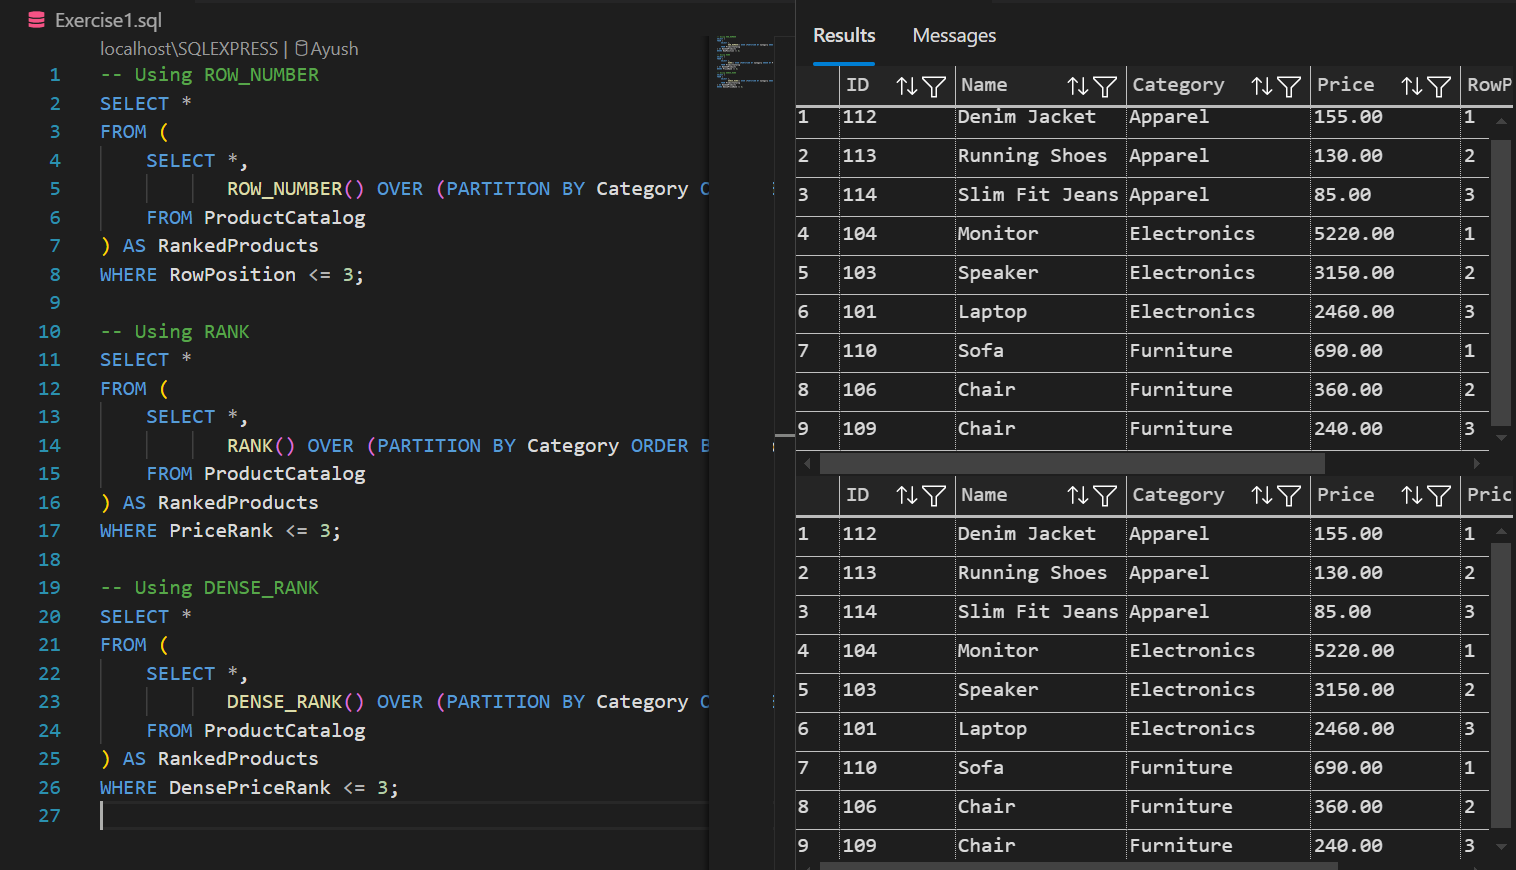 Exercise1.sql
localhost\SQLEXPRESS | Ayush
1 -- Using ROW_NUMBER
2 SELECT *
3 FROM (
4 SELECT *,
5 ROW_NUMBER() OVER (PARTITION BY Category O
6 FROM ProductCatalog
7 ) AS RankedProducts
8 WHERE RowPosition <= 3;
9
10 -- Using RANK
11 SELECT *
12 FROM (
13 SELECT *,
14 RANK() OVER (PARTITION BY Category ORDER B
15 FROM ProductCatalog
16 ) AS RankedProducts
17 WHERE PriceRank <= 3;
18
19 -- Using DENSE_RANK
20 SELECT *
21 FROM (
22 SELECT *,
23 DENSE_RANK() OVER (PARTITION BY Category O
24 FROM ProductCatalog
25 ) AS RankedProducts
26 WHERE DensePriceRank <= 3;
27
Results Messages
ID Name Category Price RowP
1 112 Denim Jacket Apparel 155.00 1
2 113 Running Shoes Apparel 130.00 2
3 114 Slim Fit Jeans Apparel 85.00 3
4 104 Monitor Electronics 5220.00 1
5 103 Speaker Electronics 3150.00 2
6 101 Laptop Electronics 2460.00 3
7 110 Sofa Furniture 690.00 1
8 106 Chair Furniture 360.00 2
9 109 Chair Furniture 240.00 3
ID Name Category Price Pric
1 112 Denim Jacket Apparel 155.00 1
2 113 Running Shoes Apparel 130.00 2
3 114 Slim Fit Jeans Apparel 85.00 3
4 104 Monitor Electronics 5220.00 1
5 103 Speaker Electronics 3150.00 2
6 101 Laptop Electronics 2460.00 3
7 110 Sofa Furniture 690.00 1
8 106 Chair Furniture 360.00 2
9 109 Chair Furniture 240.00 3